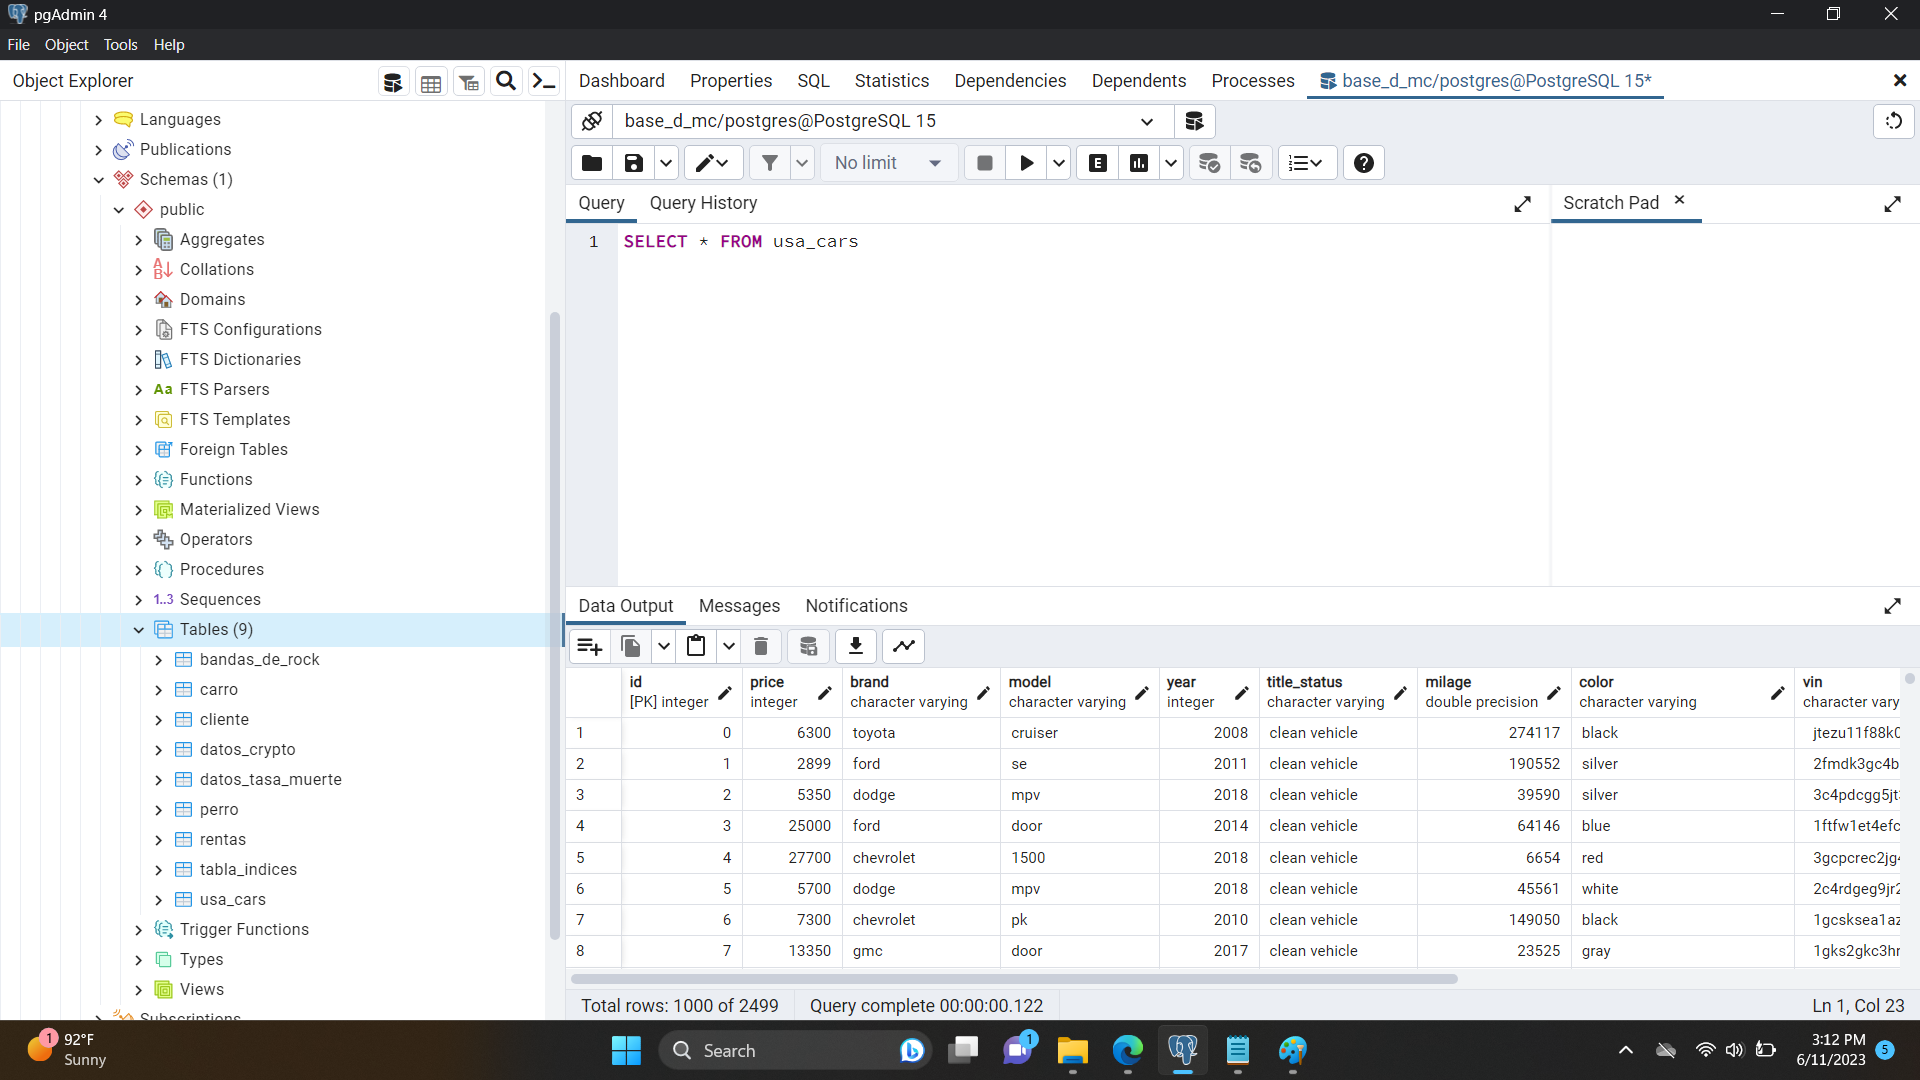 pgAdmin 4
File Object Tools Help
Object Explorer
Dashboard Properties SQL Statistics Dependencies Dependents Processes base_d_mc/postgres@PostgreSQL 15*
Languages
Publications
Schemas (1)
public
Aggregates
Collations
Domains
FTS Configurations
FTS Dictionaries
FTS Parsers
FTS Templates
Foreign Tables
Functions
Materialized Views
Operators
Procedures
1..3 Sequences
Tables (9)
bandas_de_rock
carro
cliente
datos_crypto
datos_tasa_muerte
perro
rentas
tabla_indices
usa_cars
Trigger Functions
Types
Views
Subscriptions
base_d_mc/postgres@PostgreSQL 15
No limit
E
Query Query History
Scratch Pad
1 SELECT * FROM usa_cars
Data Output Messages Notifications
id price brand model year title_status milage color vin
[PK] integer integer character varying character varying integer character varying double precision character varying character vary
1 0 6300 toyota cruiser 2008 clean vehicle 274117 black jtezu11f88k0
2 1 2899 ford se 2011 clean vehicle 190552 silver 2fmdk3gc4b
3 2 5350 dodge mpv 2018 clean vehicle 39590 silver 3c4pdcgg5jt
4 3 25000 ford door 2014 clean vehicle 64146 blue 1ftfw1et4efc
5 4 27700 chevrolet 1500 2018 clean vehicle 6654 red 3gcpcrec2jg
6 5 5700 dodge mpv 2018 clean vehicle 45561 white 2c4rdgeg9jr2
7 6 7300 chevrolet pk 2010 clean vehicle 149050 black 1gcsksea1az
8 7 13350 gmc door 2017 clean vehicle 23525 gray 1gks2gkc3hr
Total rows: 1000 of 2499 Query complete 00:00:00.122 Ln 1, Col 23
1 92°F
Sunny
Search
1
3:12 PM
6/11/2023
5